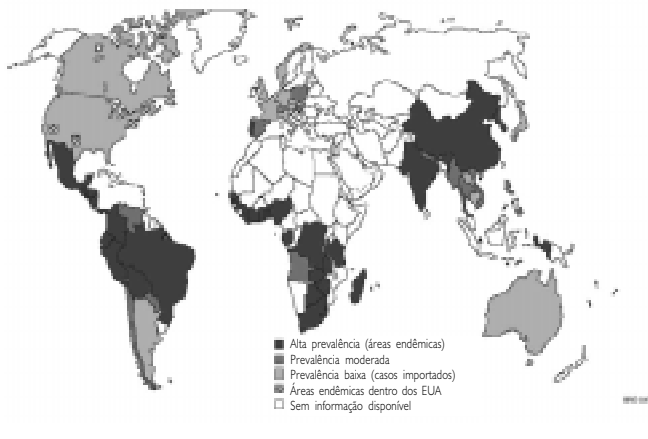 Alta prevalência (áreas endêmicas)
Prevalência moderada
Prevalência baixa (casos importados)
Áreas endêmicas dentro dos EUA
Sem informação disponível